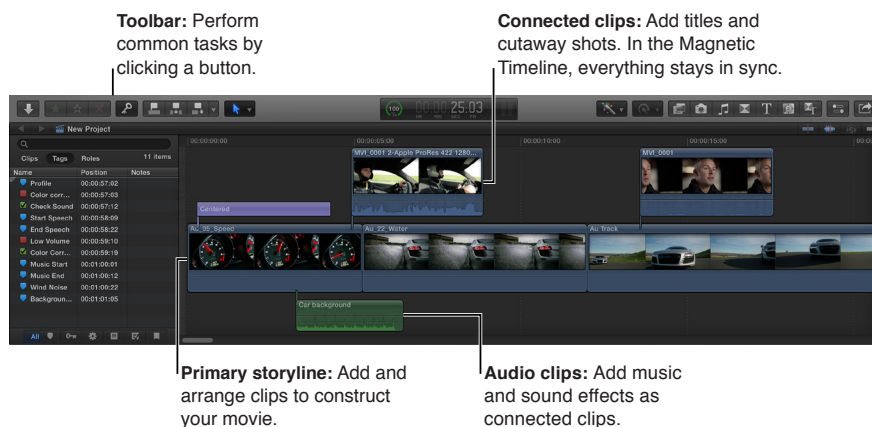 Toolbar: Perform
common tasks by
clicking a button.
Connected clips: Add titles and
cutaway shots. In the Magnetic
Timeline, everything stays in sync.
100
00:00:25:03
New Project
Clips Tags Roles 11 items
Name Position Notes
Profile 00:00:57:02
Color corr... 00:00:57:03
Check Sound 00:00:57:12
Start Speech 00:00:58:09
End Speech 00:00:58:22
Low Volume 00:00:59:10
Color Corr... 00:00:59:19
Music Start 00:01:00:01
Music End 00:01:00:12
Wind Noise 00:01:00:22
Backgroun... 00:01:01:05
All
00:00:00:00 00:00:05:00 00:00:10:00 00:00:15:00
MVI_0001 2-Apple ProRes 422 1280...
MVI_0001
Centered
Au_05_Speed
Au_22_Water
Au Track
Car background
Primary storyline: Add and
arrange clips to construct
your movie.
Audio clips: Add music
and sound effects as
connected clips.